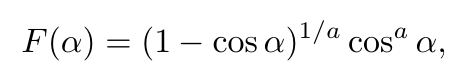 F(α) = (1 − cos α)^{1/a} cos^a α,